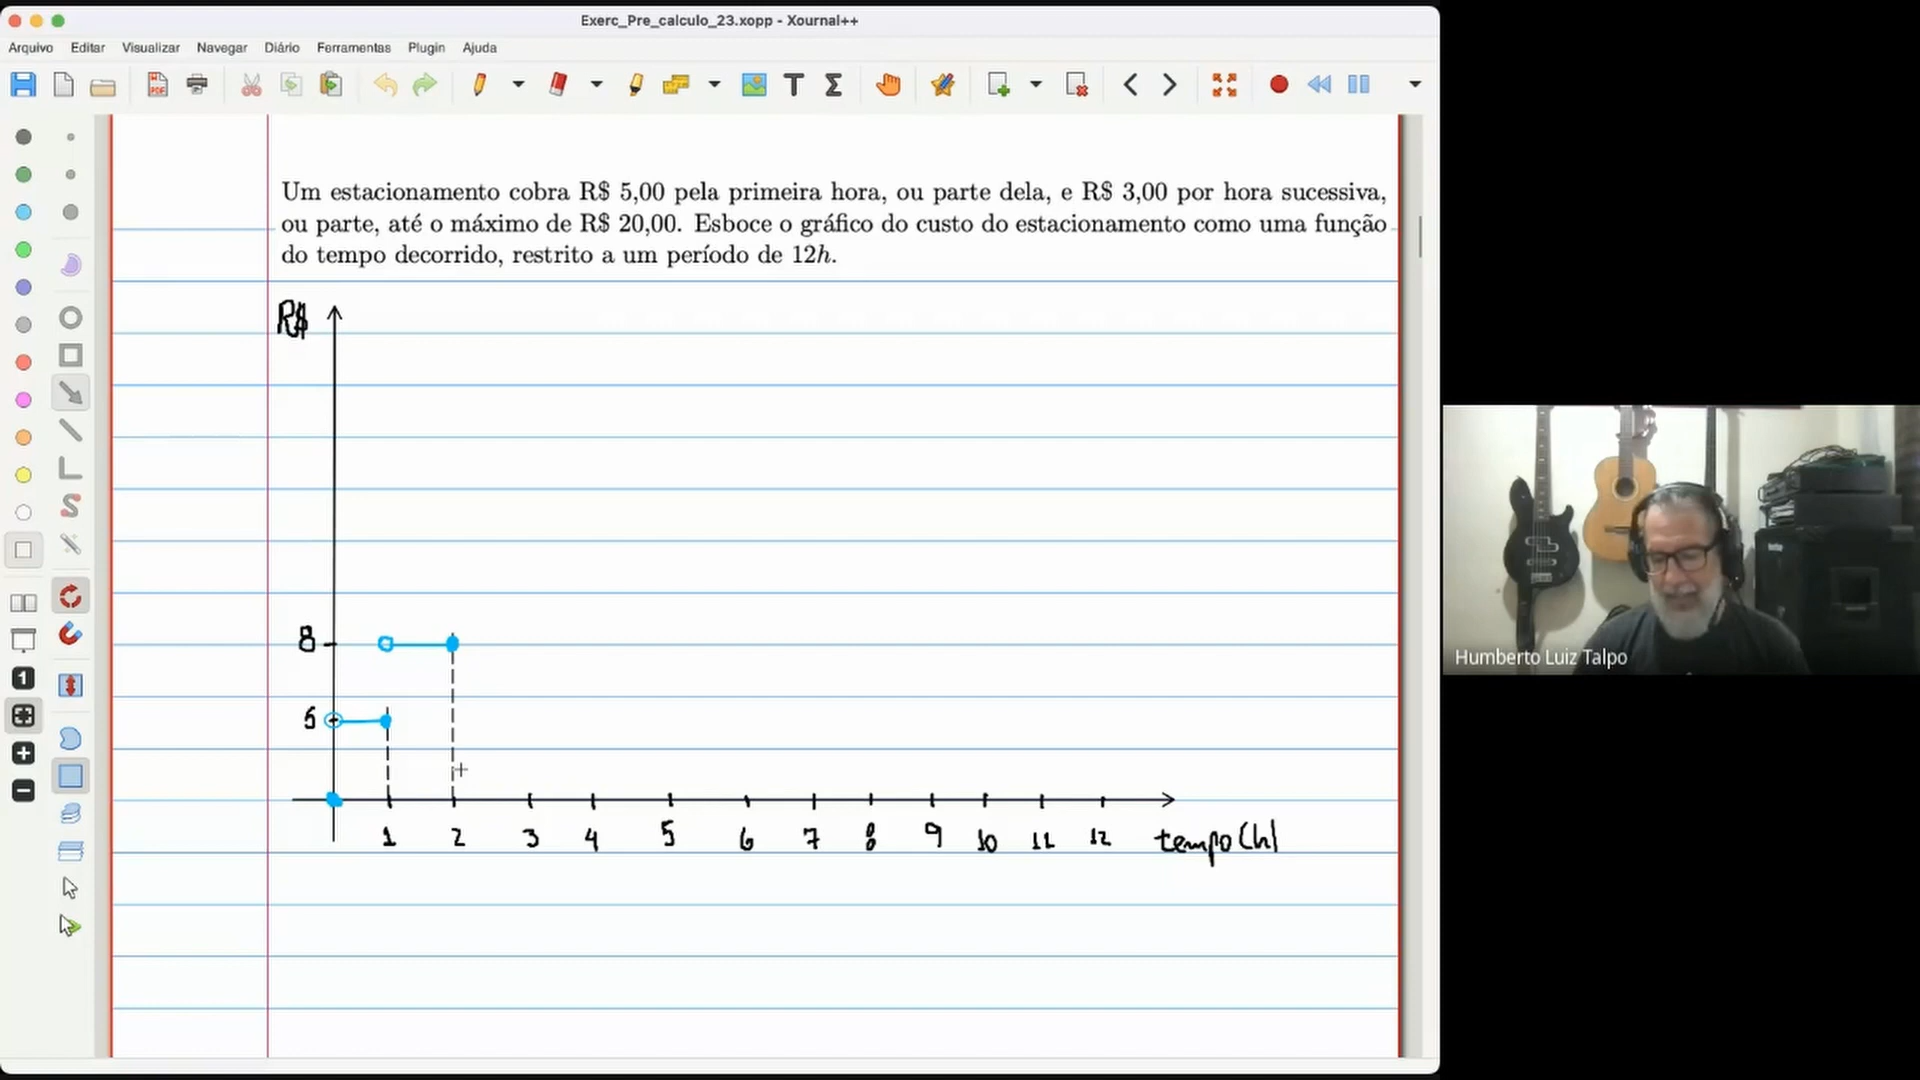 Exerc_Pre_calculo_23.xopp - Xournal++
Arquivo Editar Visualizar Navegar Diário Ferramentas Plugin Ajuda
Um estacionamento cobra R$ 5,00 pela primeira hora, ou parte dela, e R$ 3,00 por hora sucessiva,
ou parte, até o máximo de R$ 20,00. Esboce o gráfico do custo do estacionamento como uma função
do tempo decorrido, restrito a um período de 12h.
R$
8
5
1 2 3 4 5 6 7 8 9 10 11 12 tempo (h)
Humberto Luiz Talpo